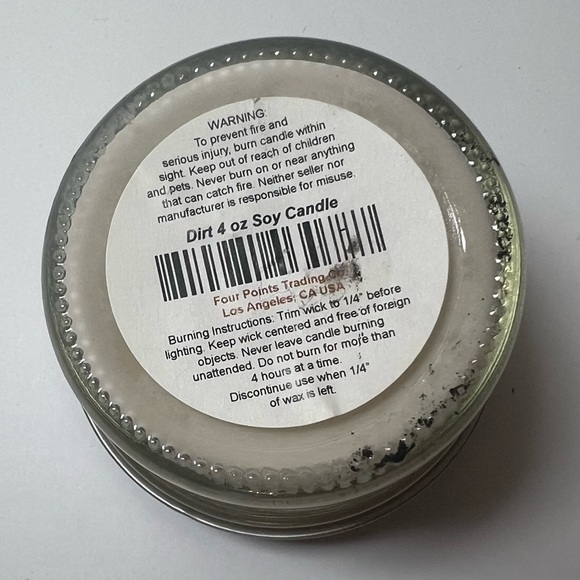 WARNING:
To prevent fire and
serious injury, burn candle within
sight. Keep out of reach of children
and pets. Never burn on or near anything
that can catch fire. Neither seller nor
manufacturer is responsible for misuse.
Dirt 4 oz Soy Candle
Four Points Trading Co.
Los Angeles, CA USA
Burning Instructions: Trim wick to 1/4" before
lighting. Keep wick centered and free of foreign
objects. Never leave candle burning
unattended. Do not burn for more than
4 hours at a time.
Discontinue use when 1/4"
of wax is left.